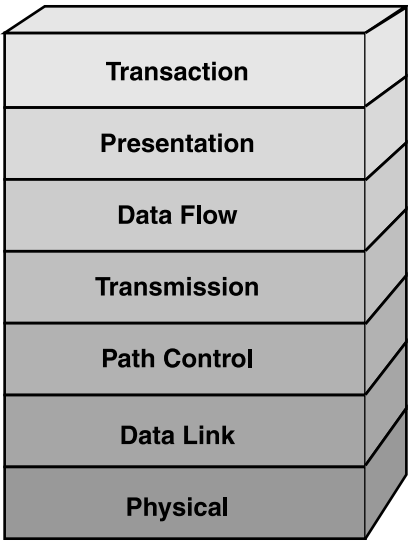 Transaction
Presentation
Data Flow
Transmission
Path Control
Data Link
Physical